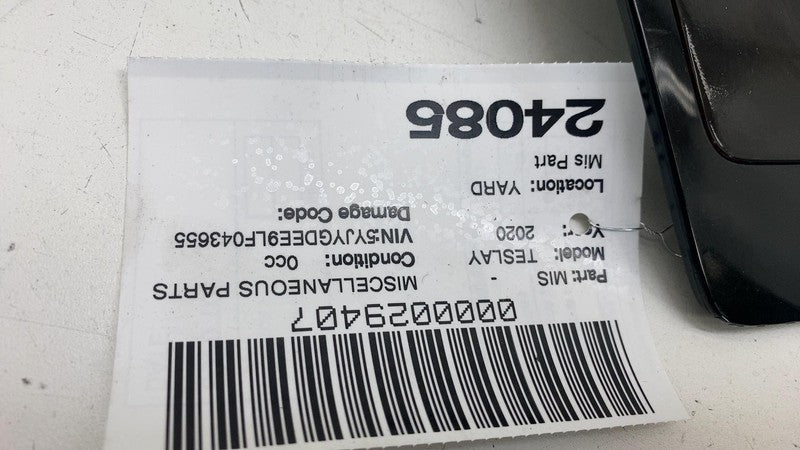 0000029407
MISCELLANEOUS PARTS
Part: MIS -
Condition: 0cc
Model: TESLAY
VIN:5YJYGDEE9LF043655
Year: 2020
Damage Code:
Location: YARD
Mis Part
24085